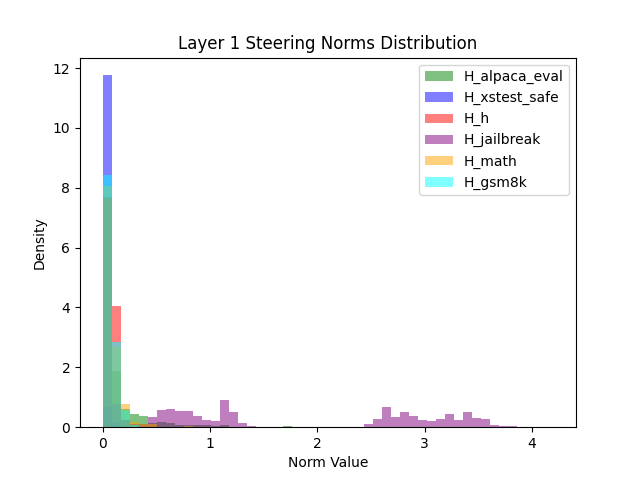 Layer 1 Steering Norms Distribution
12
10
8
6
4
2
0
Density
H_alpaca_eval
H_xstest_safe
H_h
H_jailbreak
H_math
H_gsm8k
0 1 2 3 4
Norm Value